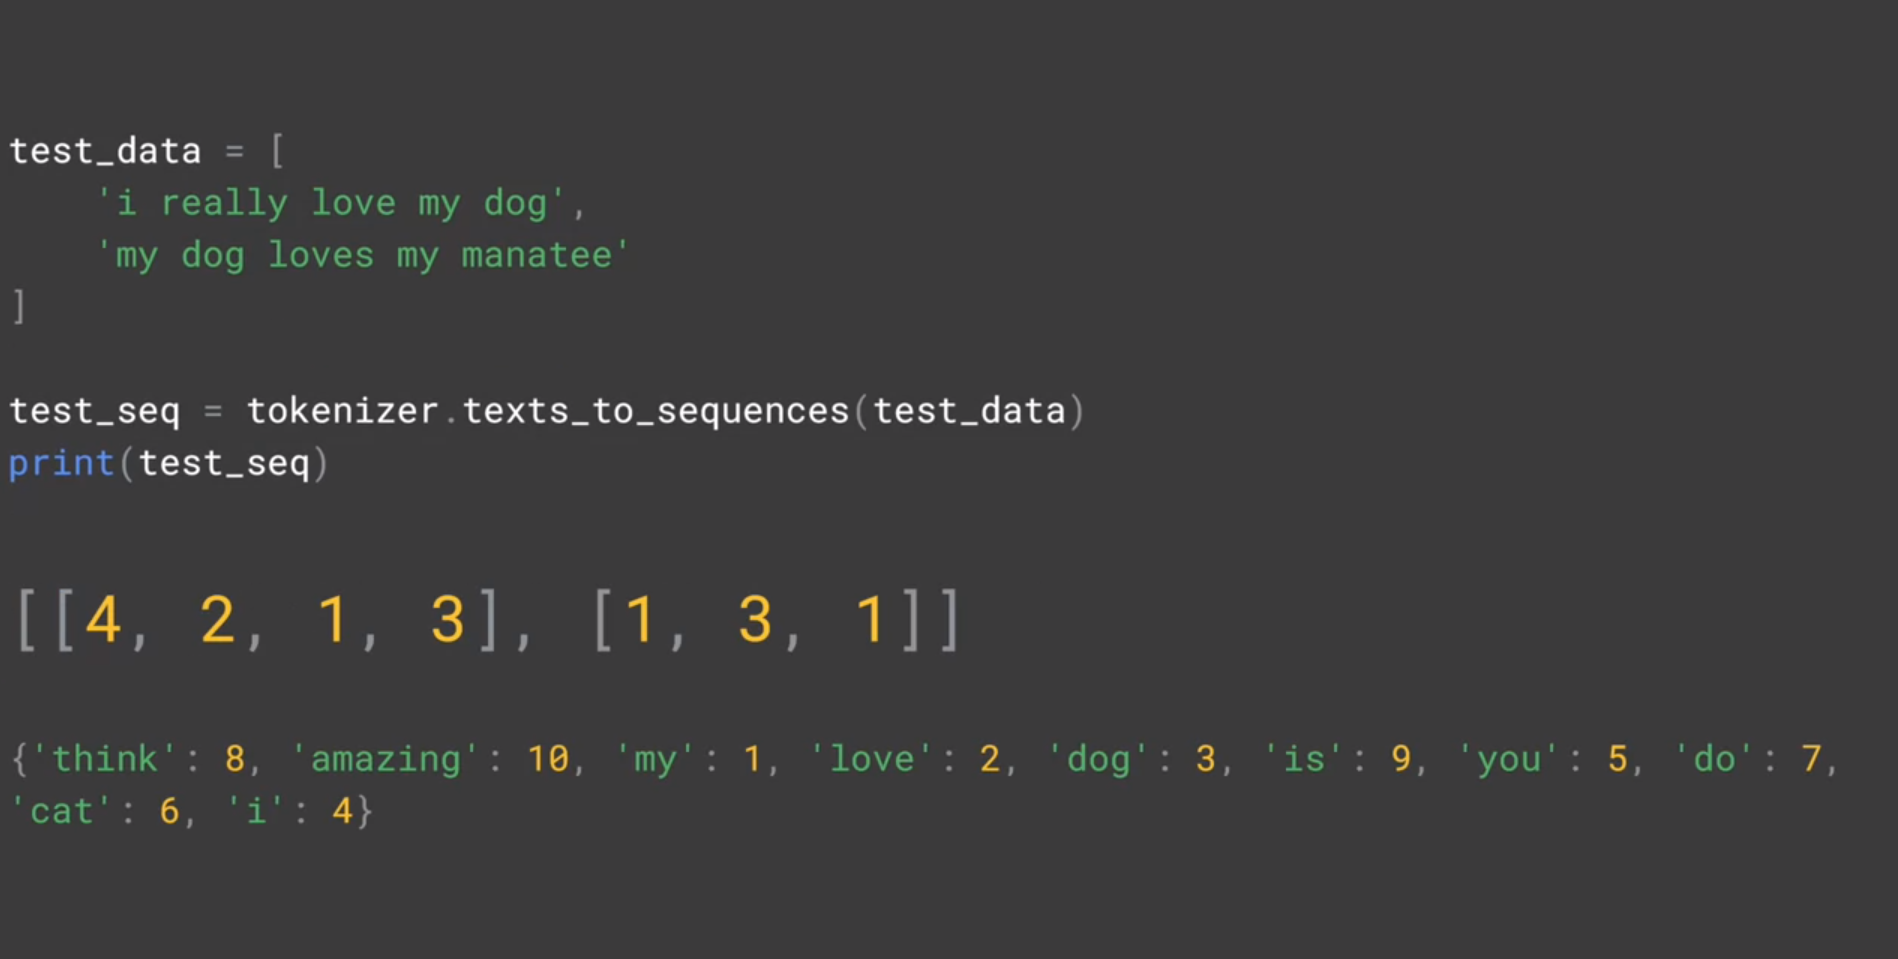 test_data = [
    'i really love my dog',
    'my dog loves my manatee'
]
test_seq = tokenizer.texts_to_sequences(test_data)
print(test_seq)
[[4, 2, 1, 3], [1, 3, 1]]
{'think': 8, 'amazing': 10, 'my': 1, 'love': 2, 'dog': 3, 'is': 9, 'you': 5, 'do': 7,
'cat': 6, 'i': 4}